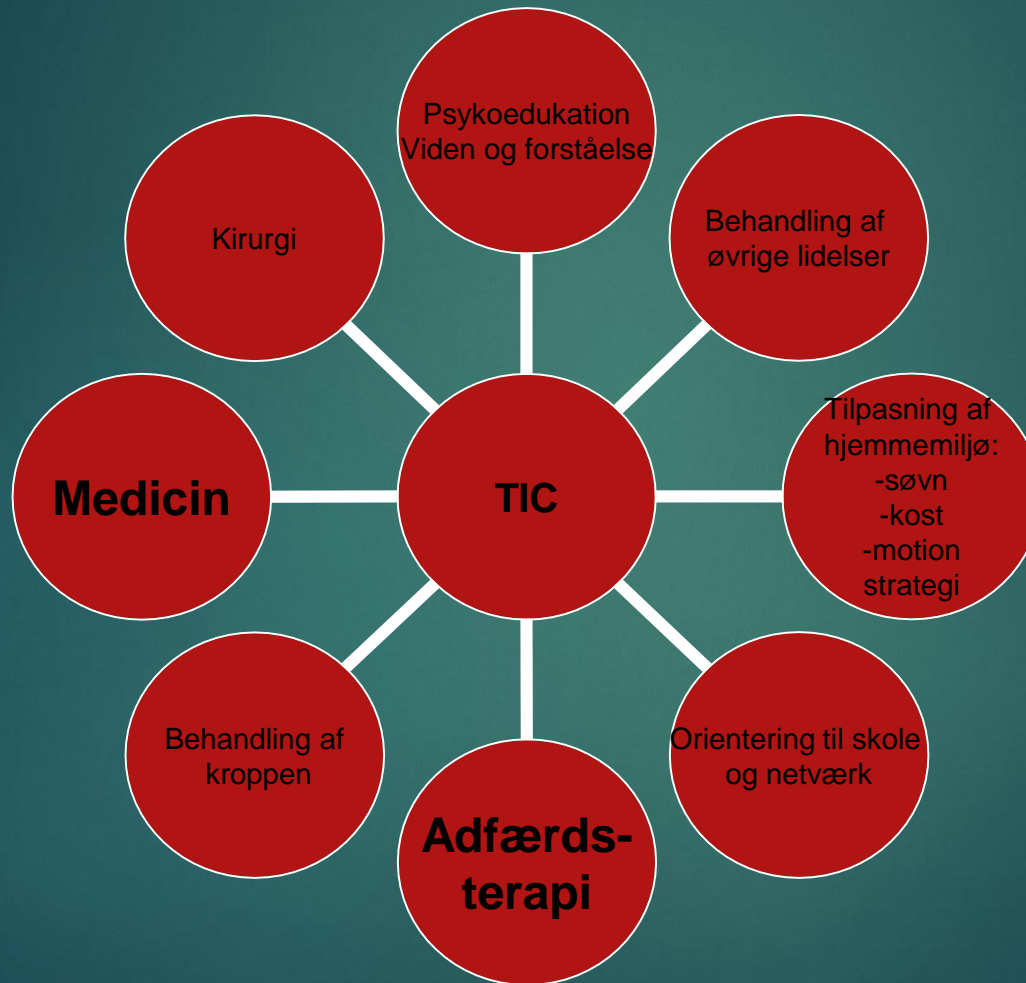 Psykoedukation
Viden og forståelse
Kirurgi
Behandling af
øvrige lidelser
Medicin
TIC
Tilpasning af
hjemmemiljø:
-søvn
-kost
-motion
strategi
Behandling af
kroppen
Adfærds-
terapi
Orientering til skole
og netværk